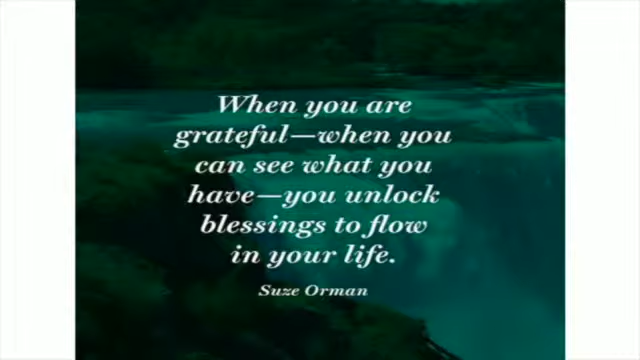 When you are
grateful—when you
can see what you
have—you unlock
blessings to flow
in your life.
Suze Orman